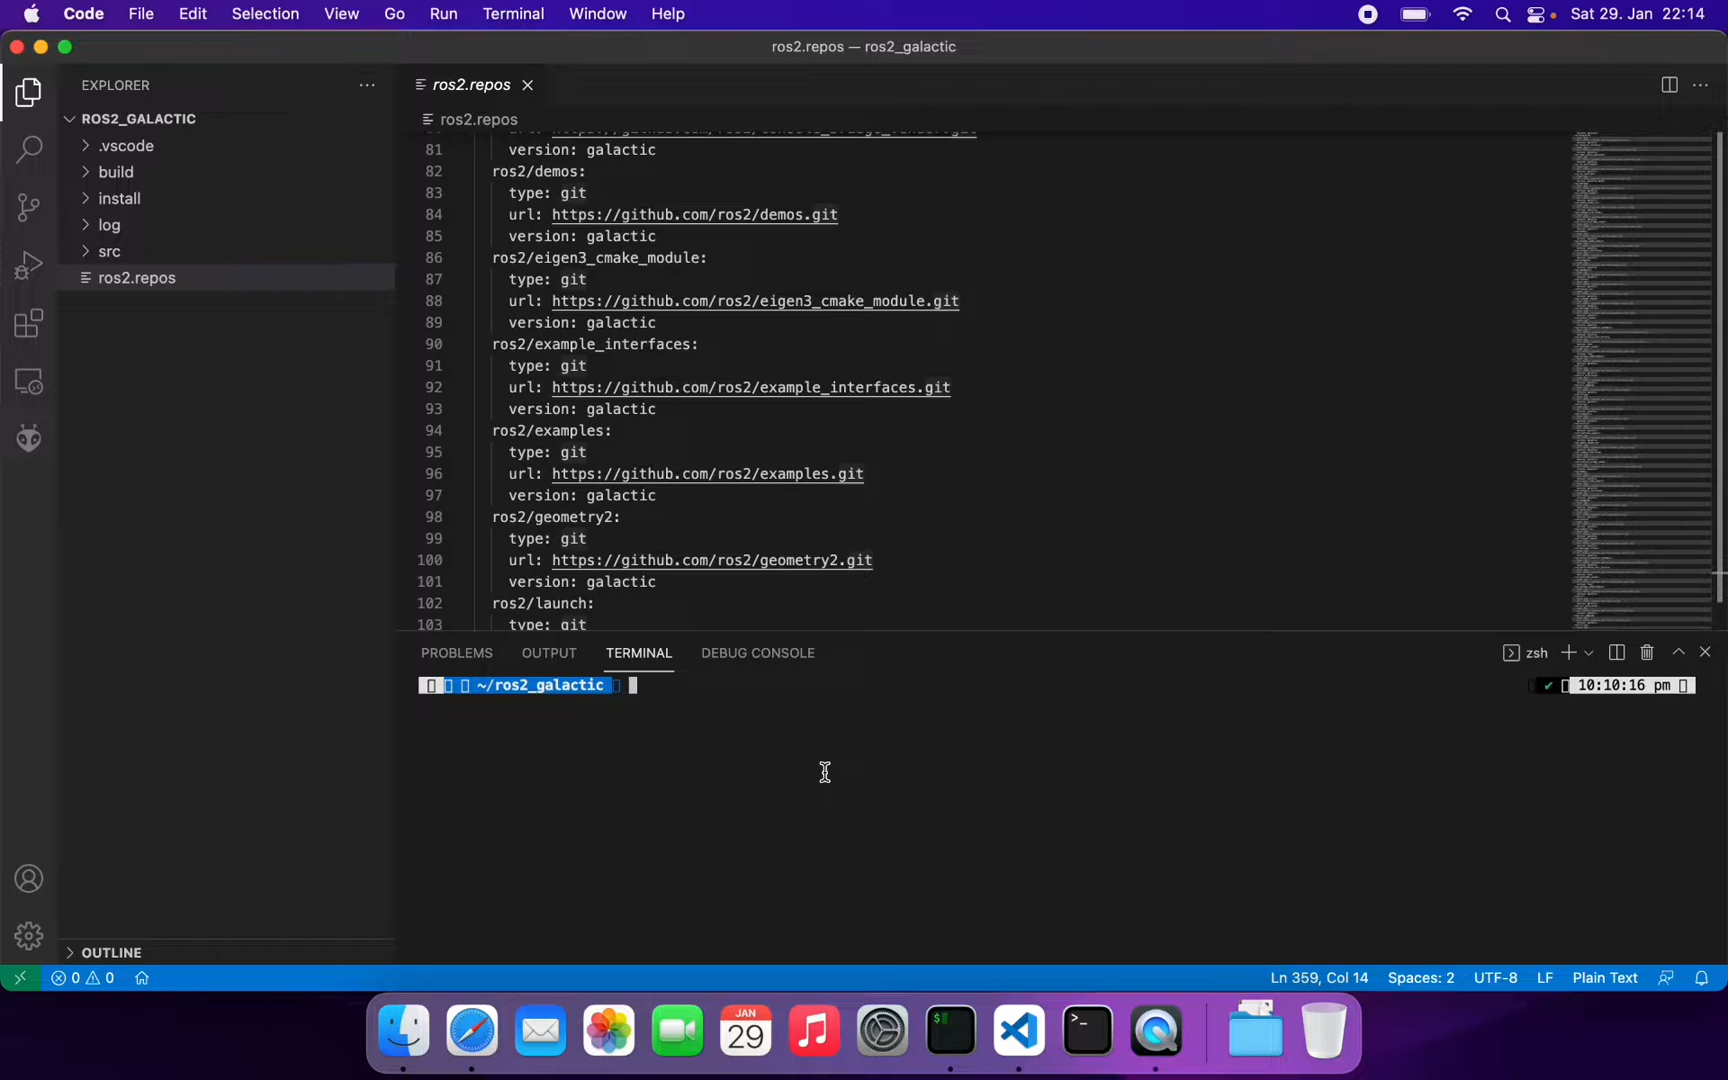 Code File Edit Selection View Go Run Terminal Window Help Sat 29. Jan 22:14
ros2.repos — ros2_galactic
EXPLORER
ROS2_GALACTIC
.vscode
build
install
log
src
ros2.repos
OUTLINE
ros2.repos
ros2.repos
81 version: galactic
82 ros2/demos:
83 type: git
84 url: https://github.com/ros2/demos.git
85 version: galactic
86 ros2/eigen3_cmake_module:
87 type: git
88 url: https://github.com/ros2/eigen3_cmake_module.git
89 version: galactic
90 ros2/example_interfaces:
91 type: git
92 url: https://github.com/ros2/example_interfaces.git
93 version: galactic
94 ros2/examples:
95 type: git
96 url: https://github.com/ros2/examples.git
97 version: galactic
98 ros2/geometry2:
99 type: git
100 url: https://github.com/ros2/geometry2.git
101 version: galactic
102 ros2/launch:
103 type: git
PROBLEMS OUTPUT TERMINAL DEBUG CONSOLE zsh
~/ros2_galactic 10:10:16 pm
0 0 Ln 359, Col 14 Spaces: 2 UTF-8 LF Plain Text
JAN
29